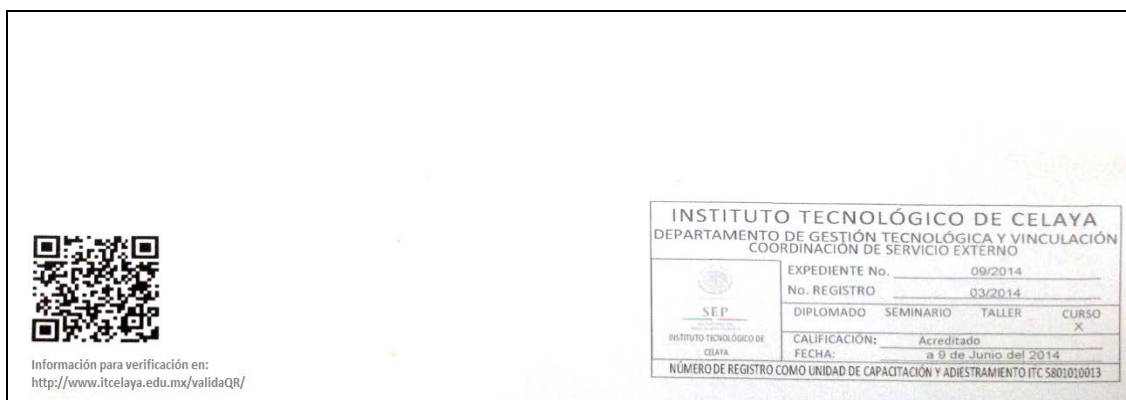 INSTITUTO TECNOLÓGICO DE CELAYA
DEPARTAMENTO DE GESTIÓN TECNOLÓGICA Y VINCULACIÓN
COORDINACIÓN DE SERVICIO EXTERNO
EXPEDIENTE No. 09/2014
No. REGISTRO 03/2014
SEP
DIPLOMADO SEMINARIO TALLER CURSO
X
INSTITUTO TECNOLÓGICO DE
CELAYA
CALIFICACIÓN: Acreditado
FECHA: a 9 de Junio del 2014
NÚMERO DE REGISTRO COMO UNIDAD DE CAPACITACIÓN Y ADIESTRAMIENTO ITC 5801010013
Información para verificación en:
http://www.itcelaya.edu.mx/validaQR/